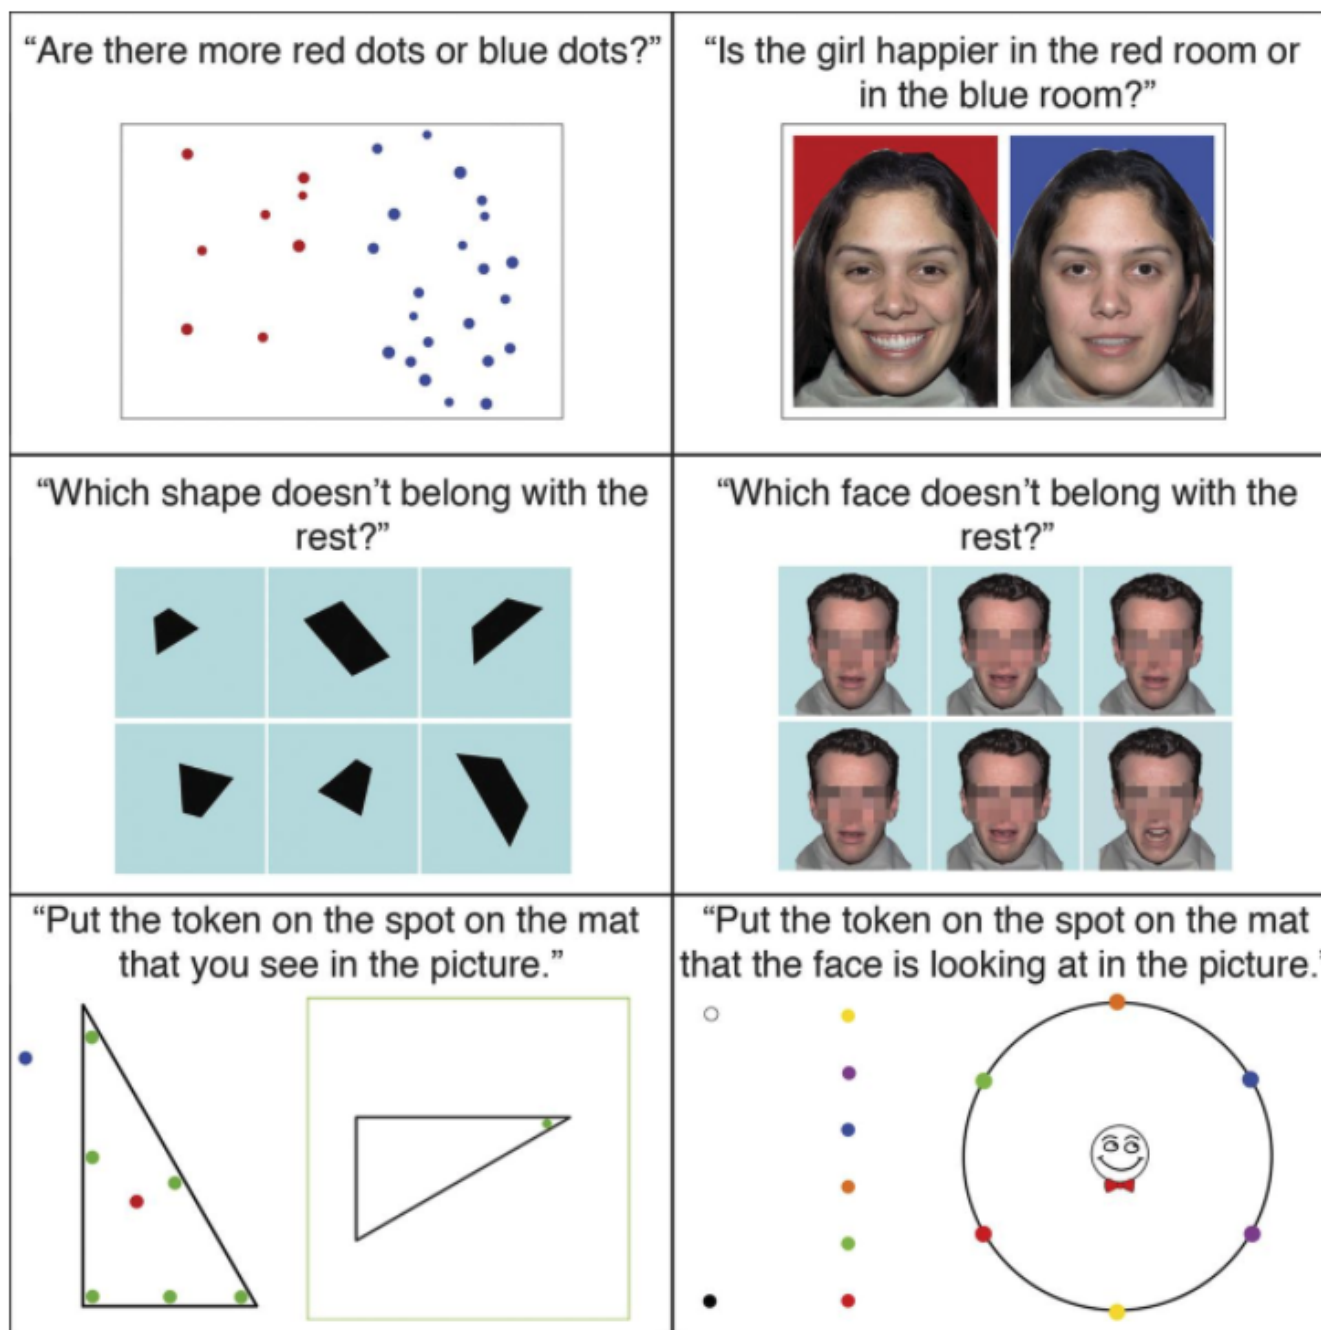 “Are there more red dots or blue dots?”
“Is the girl happier in the red room or
in the blue room?”
“Which shape doesn’t belong with the
rest?”
“Which face doesn’t belong with the
rest?”
“Put the token on the spot on the mat
that you see in the picture.”
“Put the token on the spot on the mat
that the face is looking at in the picture.”